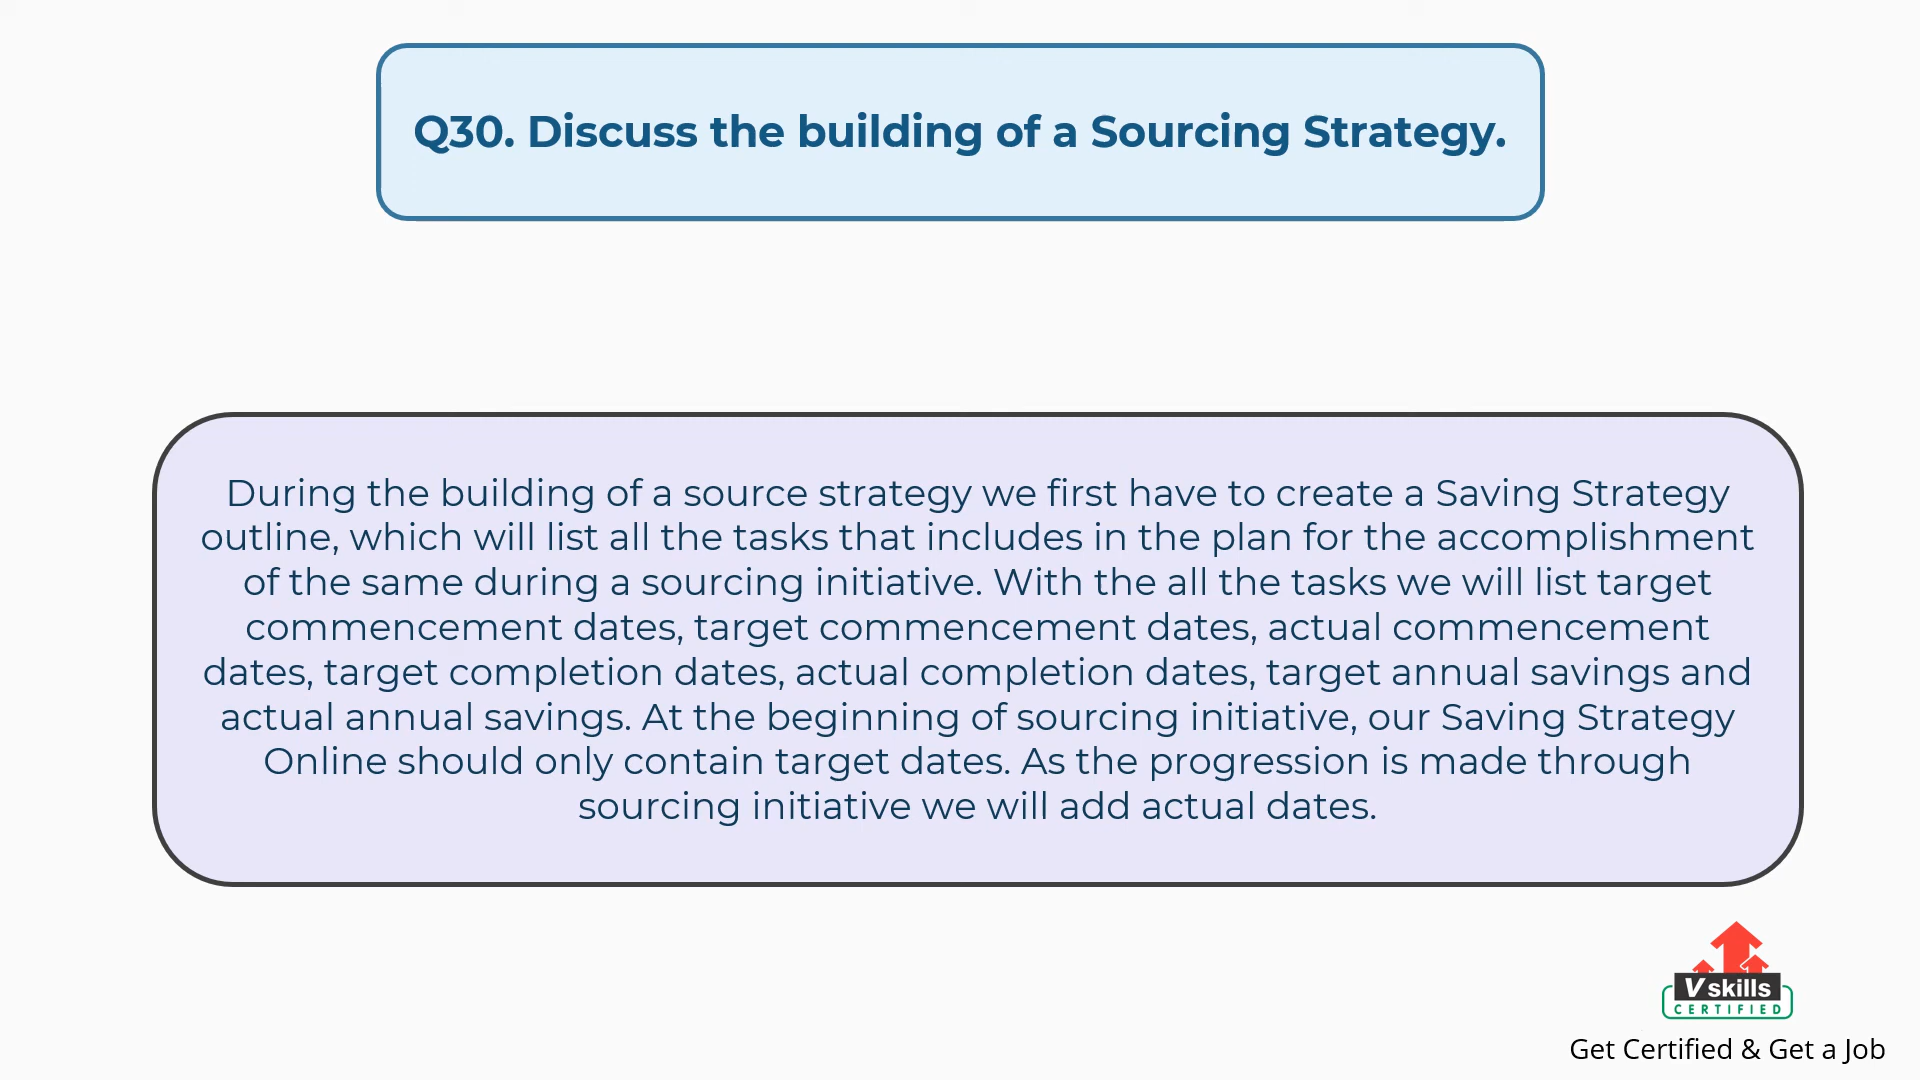 Q30. Discuss the building of a Sourcing Strategy.
During the building of a source strategy we first have to create a Saving Strategy
outline, which will list all the tasks that includes in the plan for the accomplishment
of the same during a sourcing initiative. With the all the tasks we will list target
commencement dates, target commencement dates, actual commencement
dates, target completion dates, actual completion dates, target annual savings and
actual annual savings. At the beginning of sourcing initiative, our Saving Strategy
Online should only contain target dates. As the progression is made through
sourcing initiative we will add actual dates.
Vskills
CERTIFIED
Get Certified & Get a Job